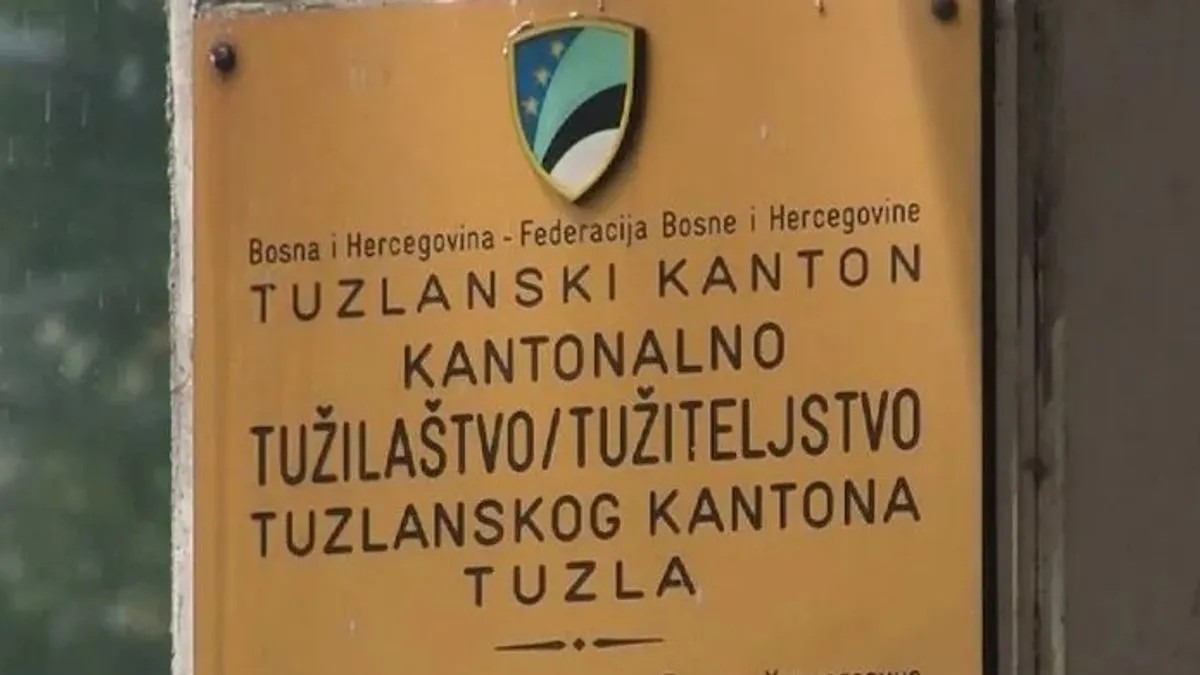 Bosna i Hercegovina - Federacija Bosne i Hercegovine
TUZLANSKI KANTON
KANTONALNO
TUŽILAŠTVO/TUŽITELJSTVO
TUZLANSKOG KANTONA
TUZLA